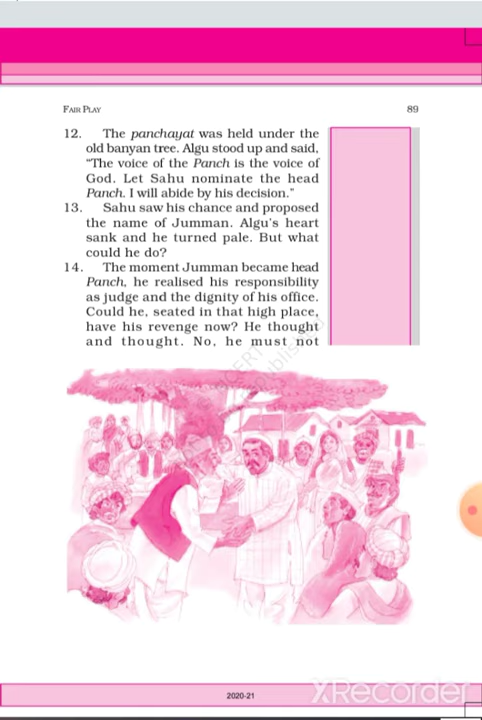 FAIR PLAY 89
12. The panchayat was held under the
old banyan tree. Algu stood up and said,
"The voice of the Panch is the voice of
God. Let Sahu nominate the head
Panch. I will abide by his decision."
13. Sahu saw his chance and proposed
the name of Jumman. Algu's heart
sank and he turned pale. But what
could he do?
14. The moment Jumman became head
Panch, he realised his responsibility
as judge and the dignity of his office.
Could he, seated in that high place,
have his revenge now? He thought
and thought. No, he must not
2020-21
XRecorder